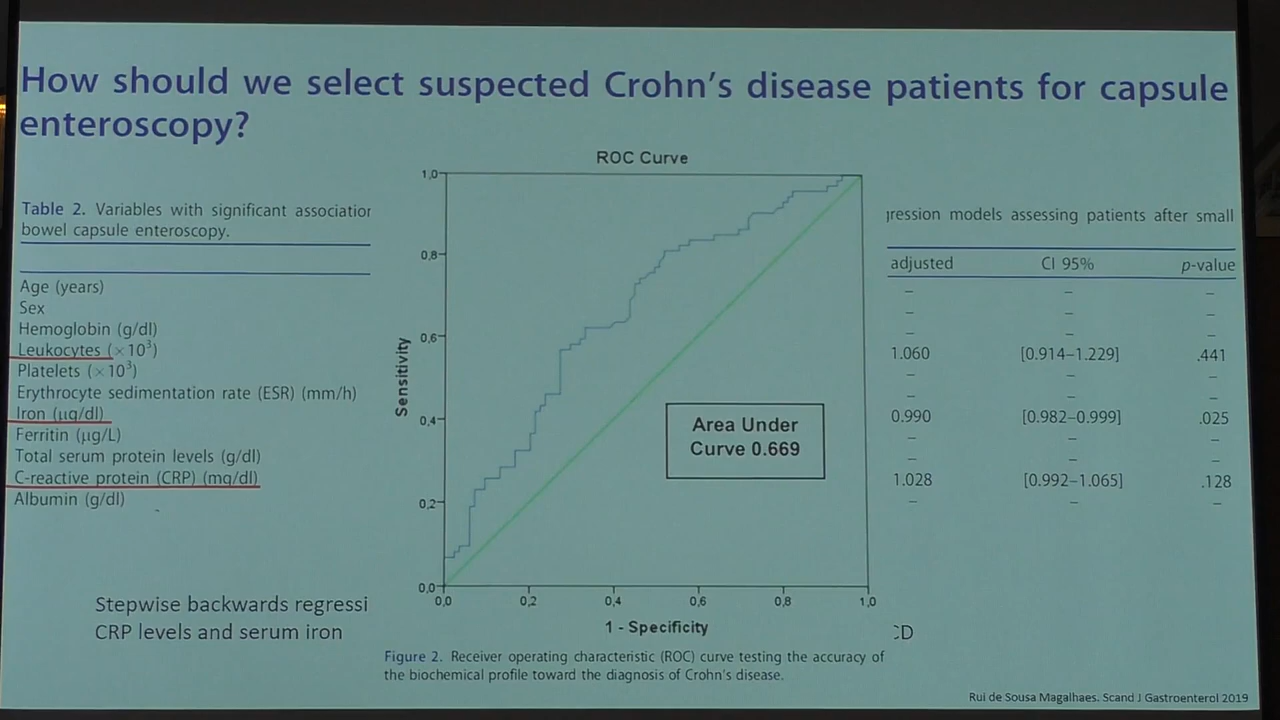 How should we select suspected Crohn's disease patients for capsule
enteroscopy?
Table 2. Variables with significant
bowel capsule enteroscopy.
Age (years)
Sex
Hemoglobin (g/dl)
Leukocytes (×10³)
Platelets (×10³)
Erythrocyte sedimentation rate (ESR) (mm/h)
Iron (µg/dl)
Ferritin (µg/L)
Total serum protein levels (g/dl)
C-reactive protein (CRP) (mg/dl)
Albumin (g/dl)
Stepwise backwards
CRP levels and serum iron
ROC Curve
1,0
0,8
0,6
0,4
0,2
0,0
Sensitivity
Area Under
Curve 0.669
0,0 0,2 0,4 0,6 0,8 1,0
1 - Specificity
Figure 2. Receiver operating characteristic (ROC) curve testing the accuracy of
the biochemical profile toward the diagnosis of Crohn's disease.
models assessing patients after small
adjusted CI 95% p-value
– – –
– – –
– – –
1.060 [0.914–1.229] .441
– – –
– – –
0.990 [0.982–0.999] .025
– – –
– – –
1.028 [0.992–1.065] .128
– – –
Rui de Sousa Magalhaes. Scand J Gastroenterol 2019